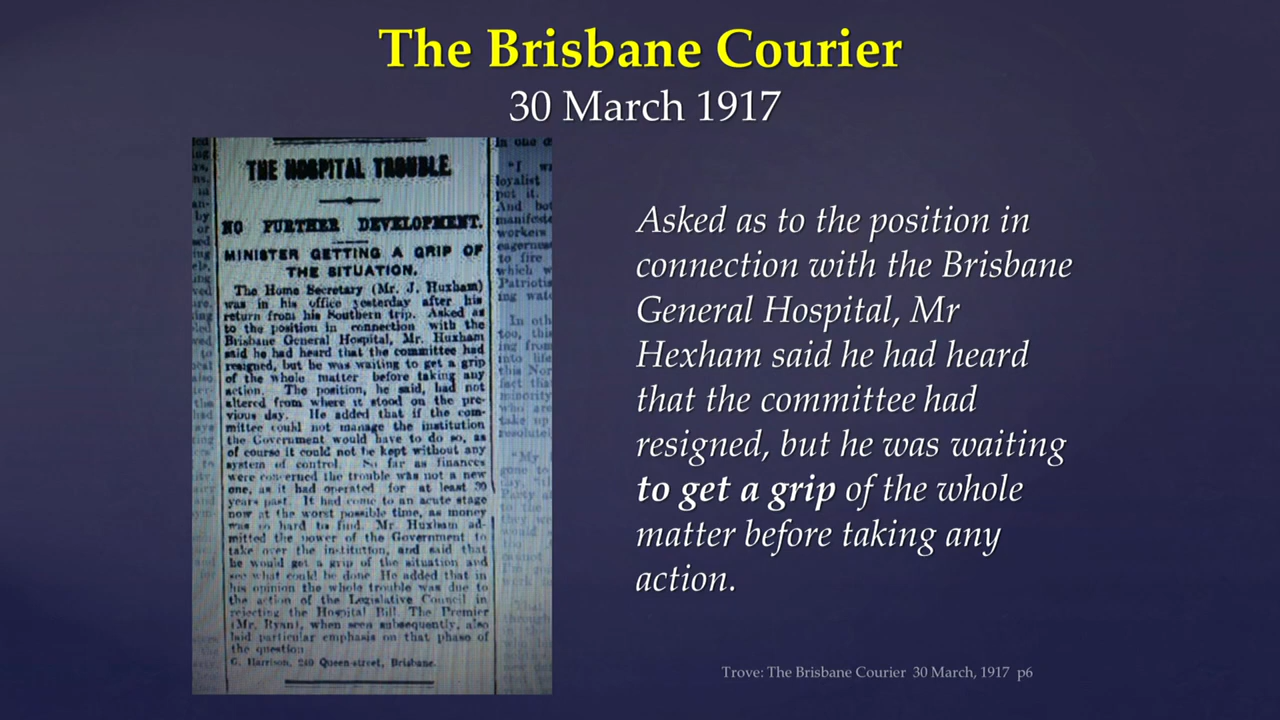 The Brisbane Courier
30 March 1917
THE HOSPITAL TROUBLE.
NO FURTHER DEVELOPMENT.
MINISTER GETTING A GRIP OF
THE SITUATION.
The Home Secretary (Mr. J. Huxham)
was in his office yesterday after his
return from his Southern trip. Asked as
to the position in connection with the
Brisbane General Hospital, Mr. Huxham
said he had heard that the committee had
resigned, but he was waiting to get a grip
of the whole matter before taking any
action. The position, he said, had not
altered from where it stood on the pre-
vious day. He added that if the com-
mittee could not manage the institution
the Government would have to do so, as
of course it could not be kept without any
system of control. So far as finances
were concerned the trouble was not a new
one, as it had operated for at least
years past. It had come to an acute stage
now at the worst possible time, as money
was so hard to find. Mr. Huxham ad-
mitted the power of the Government to
take over the institution, and said that
he would get a grip of the situation and
see what could be done. He added that in
his opinion the whole trouble was due to
the action of the Legislative Council in
rejecting the Hospital Bill. The Premier
(Mr. Ryan), when seen subsequently, also
laid particular emphasis on that phase of
the question
G. Harrison, Queen-street, Brisbane.
In one
"I
loyalist
And
workers
to fire
which
In
too,
Asked as to the position in
connection with the Brisbane
General Hospital, Mr
Hexham said he had heard
that the committee had
resigned, but he was waiting
to get a grip of the whole
matter before taking any
action.
Trove: The Brisbane Courier 30 March, 1917 p6